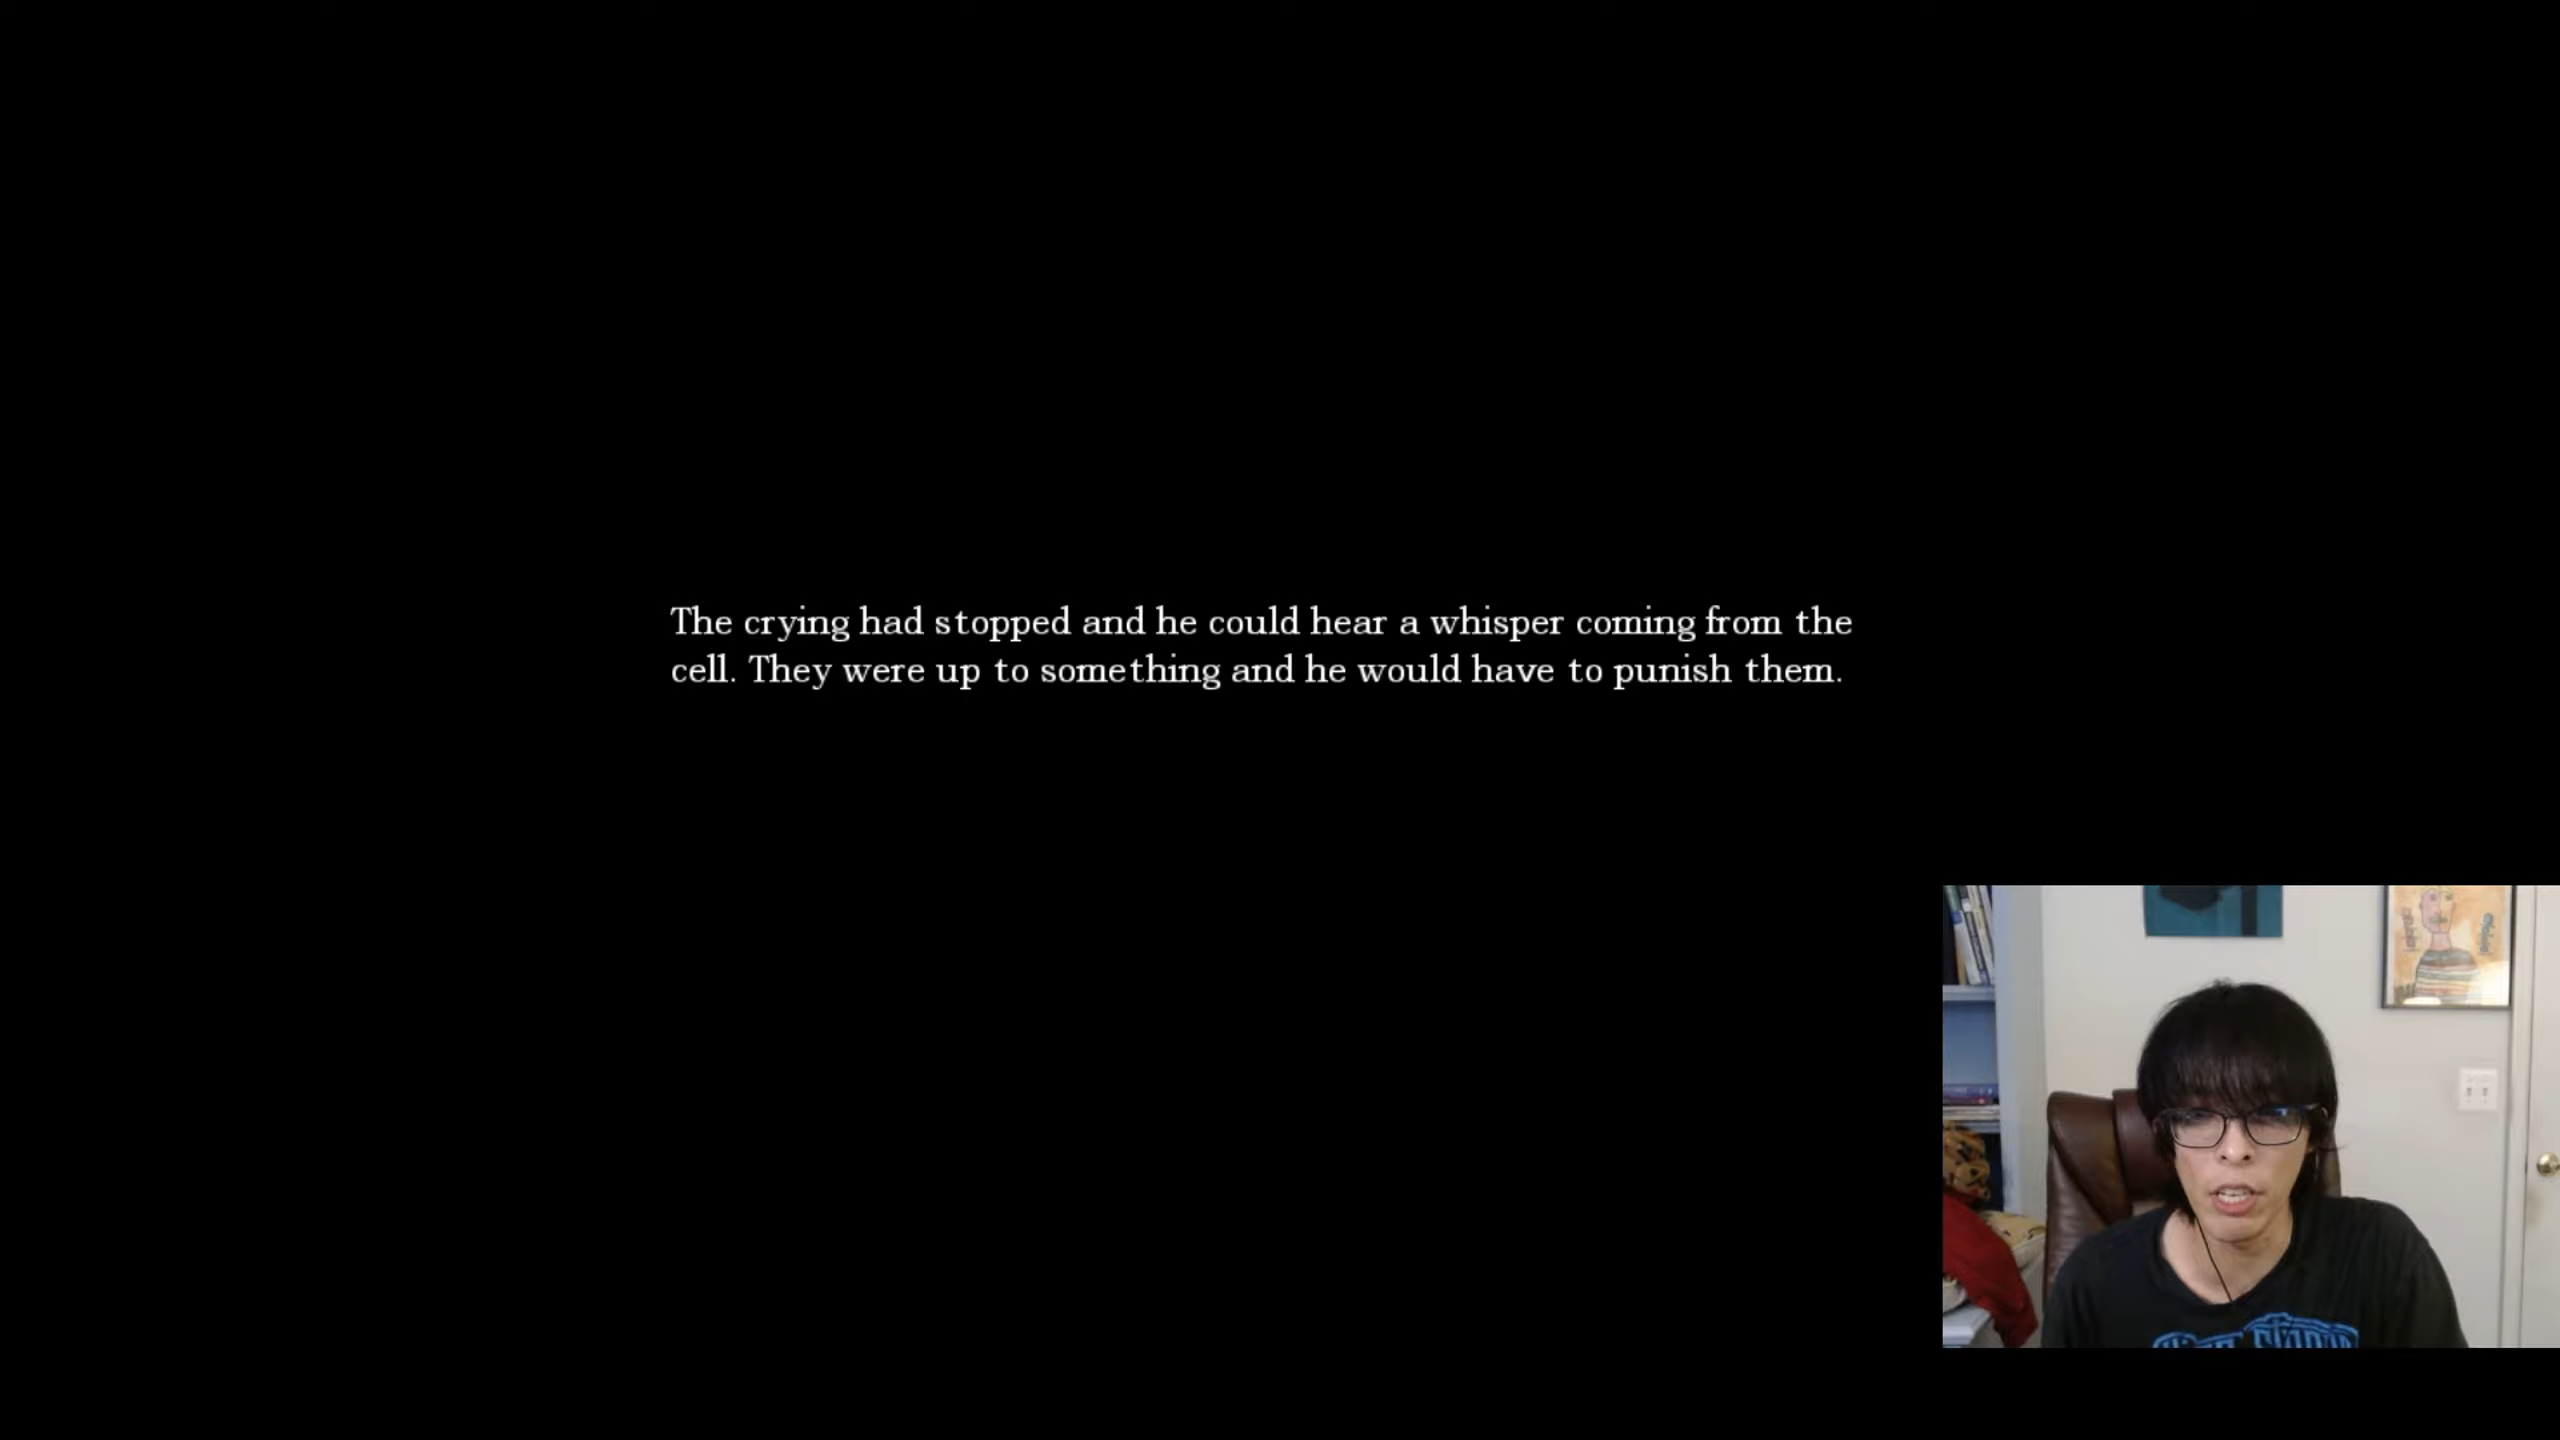 The crying had stopped and he could hear a whisper coming from the
cell. They were up to something and he would have to punish them.